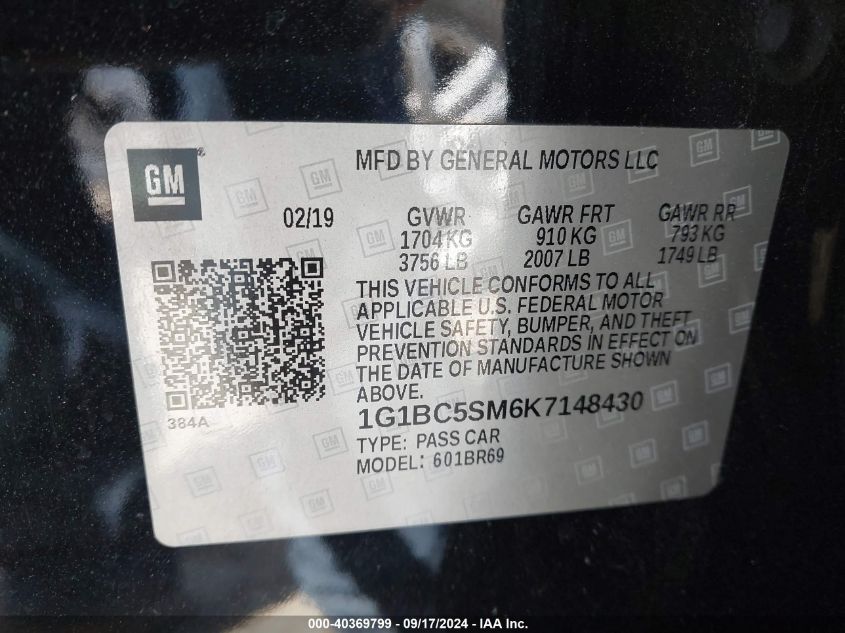 GM ®
MFD BY GENERAL MOTORS LLC
02/19
GVWR GAWR FRT GAWR RR
1704 KG 910 KG 793 KG
3756 LB 2007 LB 1749 LB
THIS VEHICLE CONFORMS TO ALL
APPLICABLE U.S. FEDERAL MOTOR
VEHICLE SAFETY, BUMPER, AND THEFT
PREVENTION STANDARDS IN EFFECT ON
THE DATE OF MANUFACTURE SHOWN
ABOVE.
384A
1G1BC5SM6K7148430
TYPE: PASS CAR
MODEL: 601BR69
000-40369799 - 09/17/2024 - IAA Inc.